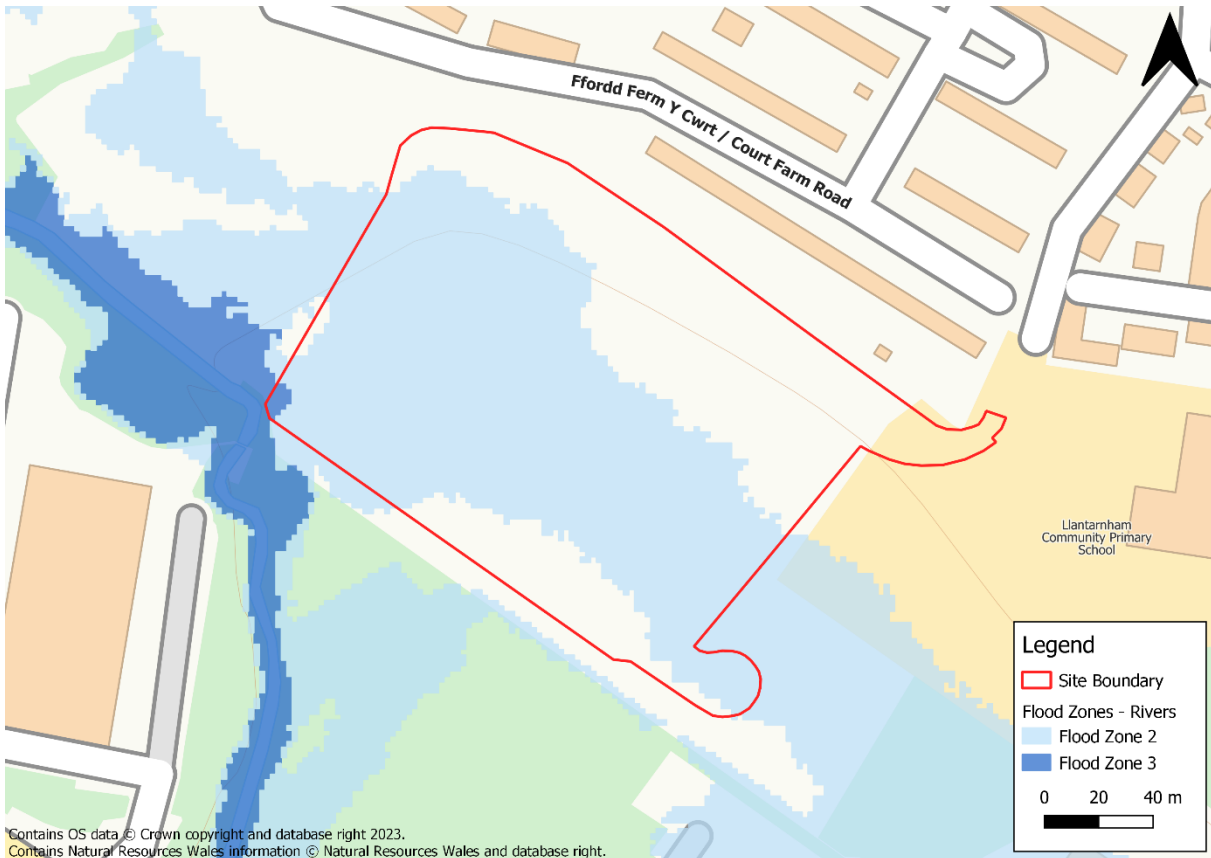 Ffordd Ferm Y Cwrt / Court Farm Road
Llantarnham
Community Primary
School
Legend
Site Boundary
Flood Zones - Rivers
Flood Zone 2
Flood Zone 3
0 20 40 m
Contains OS data © Crown copyright and database right 2023.
Contains Natural Resources Wales information © Natural Resources Wales and database right.